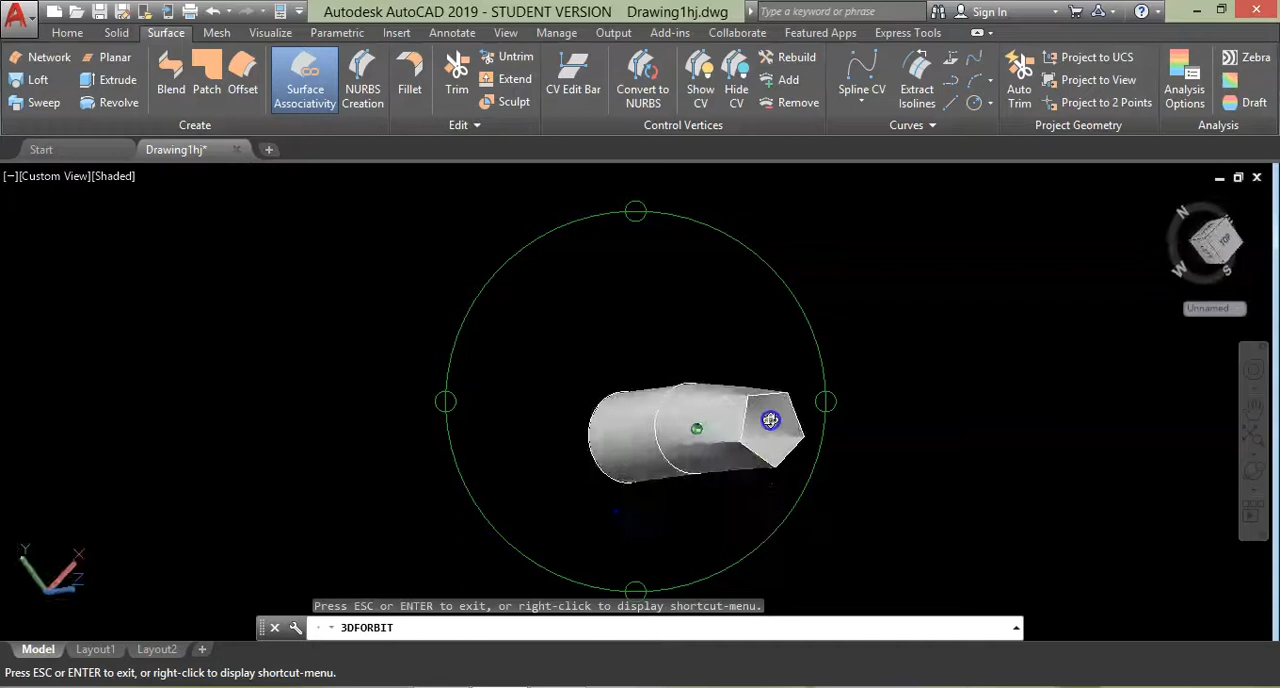 Autodesk AutoCAD 2019 - STUDENT VERSION Drawing1hj.dwg Type a keyword or phrase Sign In
Home Solid Surface Mesh Visualize Parametric Insert Annotate View Manage Output Add-ins Collaborate Featured Apps Express Tools
Network Planar Untrim Rebuild Project to UCS Zebra
Loft Extrude Extend Add Project to View
Sweep Revolve Sculpt Remove Project to 2 Points Draft
Blend Patch Offset Surface Associativity NURBS Creation Fillet Trim CV Edit Bar Convert to NURBS Show CV Hide CV Spline CV Extract Isolines Auto Trim Analysis Options
Create Edit Control Vertices Curves Project Geometry Analysis
Start Drawing1hj*
[−][Custom View][Shaded]
N
E
TOP
W S
Unnamed
Y X
Z
Press ESC or ENTER to exit, or right-click to display shortcut-menu.
3DFORBIT
Model Layout1 Layout2
Press ESC or ENTER to exit, or right-click to display shortcut-menu.